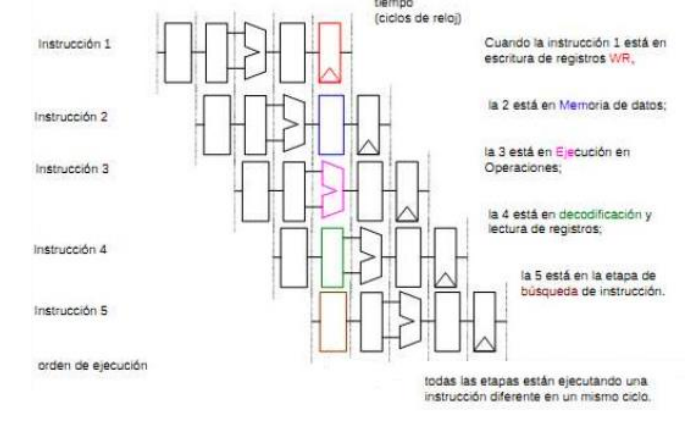 tiempo
(ciclos de reloj)
Instrucción 1
Cuando la instrucción 1 está en
escritura de registros WR,
Instrucción 2
la 2 está en Memoria de datos;
Instrucción 3
la 3 está en Ejecución en
Operaciones;
Instrucción 4
la 4 está en decodificación y
lectura de registros;
Instrucción 5
la 5 está en la etapa de
búsqueda de instrucción.
orden de ejecución
todas las etapas están ejecutando una
instrucción diferente en un mismo ciclo.